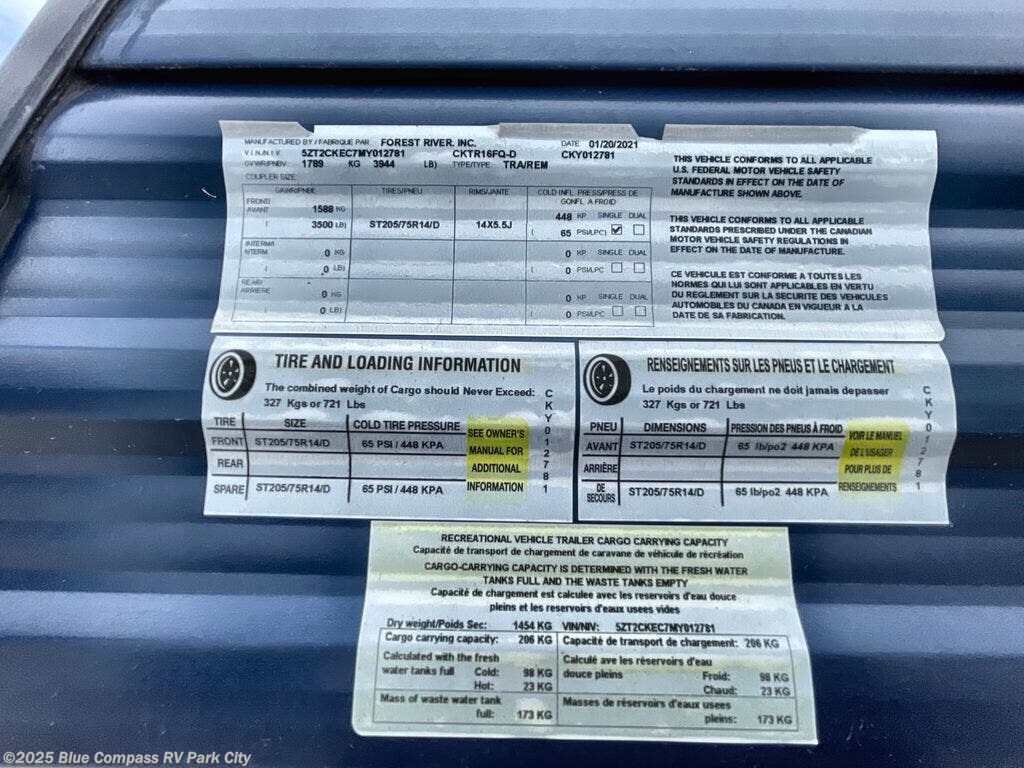 MANUFACTURED BY / FABRIQUE PAR FOREST RIVER, INC. DATE 01/20/2021
V.I.N./N.I.V. 5ZT2CKEC7MY012781 CKTR16FQ-D CKY012781
GVWR/PNBV 1789 KG 3944 LB) TYPE/TYPE TRA/REM
COUPLER SIZE:
GAWR/PNBE TIRES/PNEU RIMS/JANTE COLD INFL PRESS/PRESS DE GONFL A FROID
FRONT/ AVANT 1588 KG 448 KP SINGLE DUAL
( 3500 LB) ST205/75R14/D 14X5.5J ( 65 PSI/LPC)
INTERM/I NTERM 0 KG 0 KP SINGLE DUAL
( 0 LB) ( 0 PSI/LPC
REAR/ ARRIERE 0 KG 0 KP SINGLE DUAL
( 0 LB) ( 0 PSI/LPC
THIS VEHICLE CONFORMS TO ALL APPLICABLE
U.S. FEDERAL MOTOR VEHICLE SAFETY
STANDARDS IN EFFECT ON THE DATE OF
MANUFACTURE SHOWN ABOVE.
THIS VEHICLE CONFORMS TO ALL APPLICABLE
STANDARDS PRESCRIBED UNDER THE CANADIAN
MOTOR VEHICLE SAFETY REGULATIONS IN
EFFECT ON THE DATE OF MANUFACTURE.
CE VEHICULE EST CONFORME A TOUTES LES
NORMES QUI LUI SONT APPLICABLES EN VERTU
DU REGLEMENT SUR LA SECURITE DES VEHICULES
AUTOMOBILES DU CANADA EN VIGUEUR A LA
DATE DE SA FABRICATION.
TIRE AND LOADING INFORMATION
The combined weight of Cargo should Never Exceed:
327 Kgs or 721 Lbs
TIRE SIZE COLD TIRE PRESSURE
FRONT ST205/75R14/D 65 PSI / 448 KPA
REAR
SPARE ST205/75R14/D 65 PSI / 448 KPA
SEE OWNER'S
MANUAL FOR
ADDITIONAL
INFORMATION
CKY012781
RENSEIGNEMENTS SUR LES PNEUS ET LE CHARGEMENT
Le poids du chargement ne doit jamais depasser
327 Kgs or 721 Lbs
PNEU DIMENSIONS PRESSION DES PNEUS À FROID
AVANT ST205/75R14/D 65 lb/po2 448 KPA
ARRIÈRE
DE SECOURS ST205/75R14/D 65 lb/po2 448 KPA
VOIR LE MANUEL
DE L'USAGER
POUR PLUS DE
RENSEIGNEMENTS
CKY012781
RECREATIONAL VEHICLE TRAILER CARGO CARRYING CAPACITY
Capacité de transport de chargement de caravane de véhicule de récréation
CARGO-CARRYING CAPACITY IS DETERMINED WITH THE FRESH WATER
TANKS FULL AND THE WASTE TANKS EMPTY
Capacité de chargement est calculee avec les reservoirs d'eau douce
pleins et les reservoirs d'eaux usees vides
Dry weight/Poids Sec: 1454 KG VIN/NIV: 5ZT2CKEC7MY012781
Cargo carrying capacity: 206 KG Capacité de transport de chargement: 206 KG
Calculated with the fresh Calculé ave les réservoirs d'eau
water tanks full Cold: 98 KG douce pleins Froid: 98 KG
Hot: 23 KG Chaud: 23 KG
Mass of waste water tank Masses de réservoirs d'eaux usees
full: 173 KG pleins: 173 KG
©2025 Blue Compass RV Park City